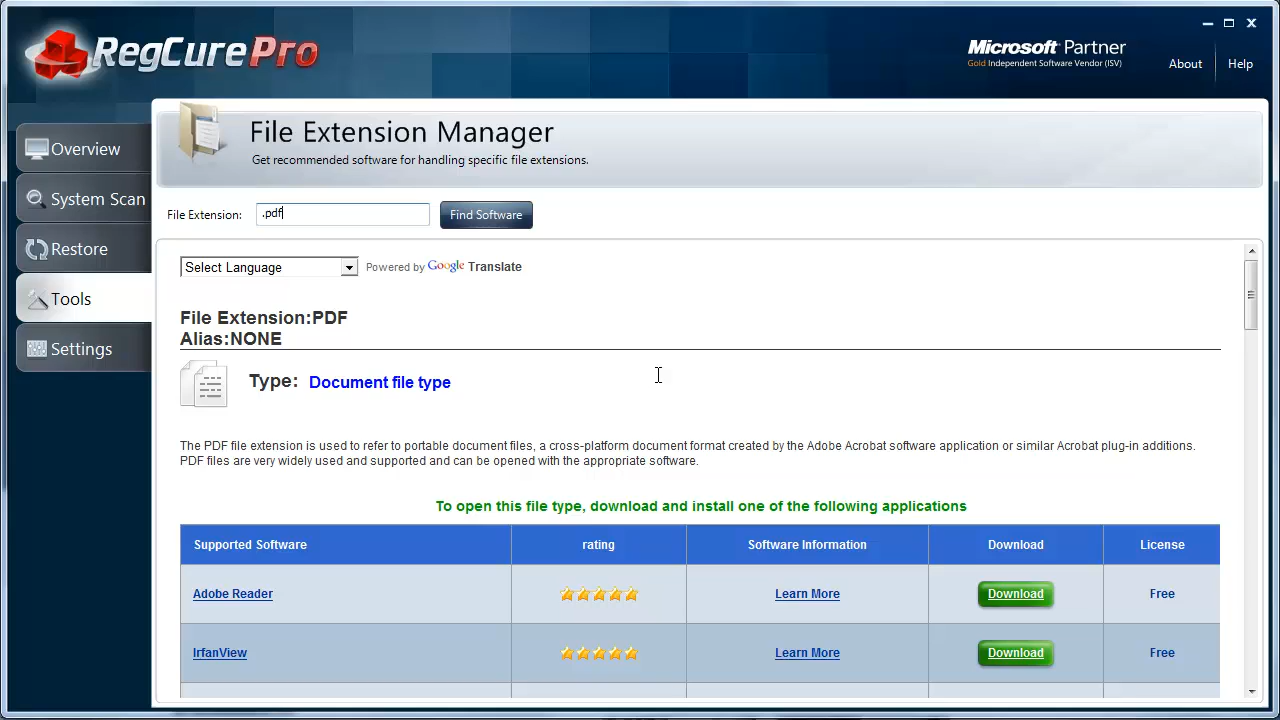 RegCure Pro
Microsoft Partner
Gold Independent Software Vendor (ISV)
About
Help
Overview
System Scan
Restore
Tools
Settings
File Extension Manager
Get recommended software for handling specific file extensions.
File Extension:
.pdf
Find Software
Select Language
Powered by Google Translate
File Extension:PDF
Alias:NONE
Type: Document file type
The PDF file extension is used to refer to portable document files, a cross-platform document format created by the Adobe Acrobat software application or similar Acrobat plug-in additions.
PDF files are very widely used and supported and can be opened with the appropriate software.
To open this file type, download and install one of the following applications
Supported Software rating Software Information Download License
Adobe Reader Learn More Download Free
IrfanView Learn More Download Free